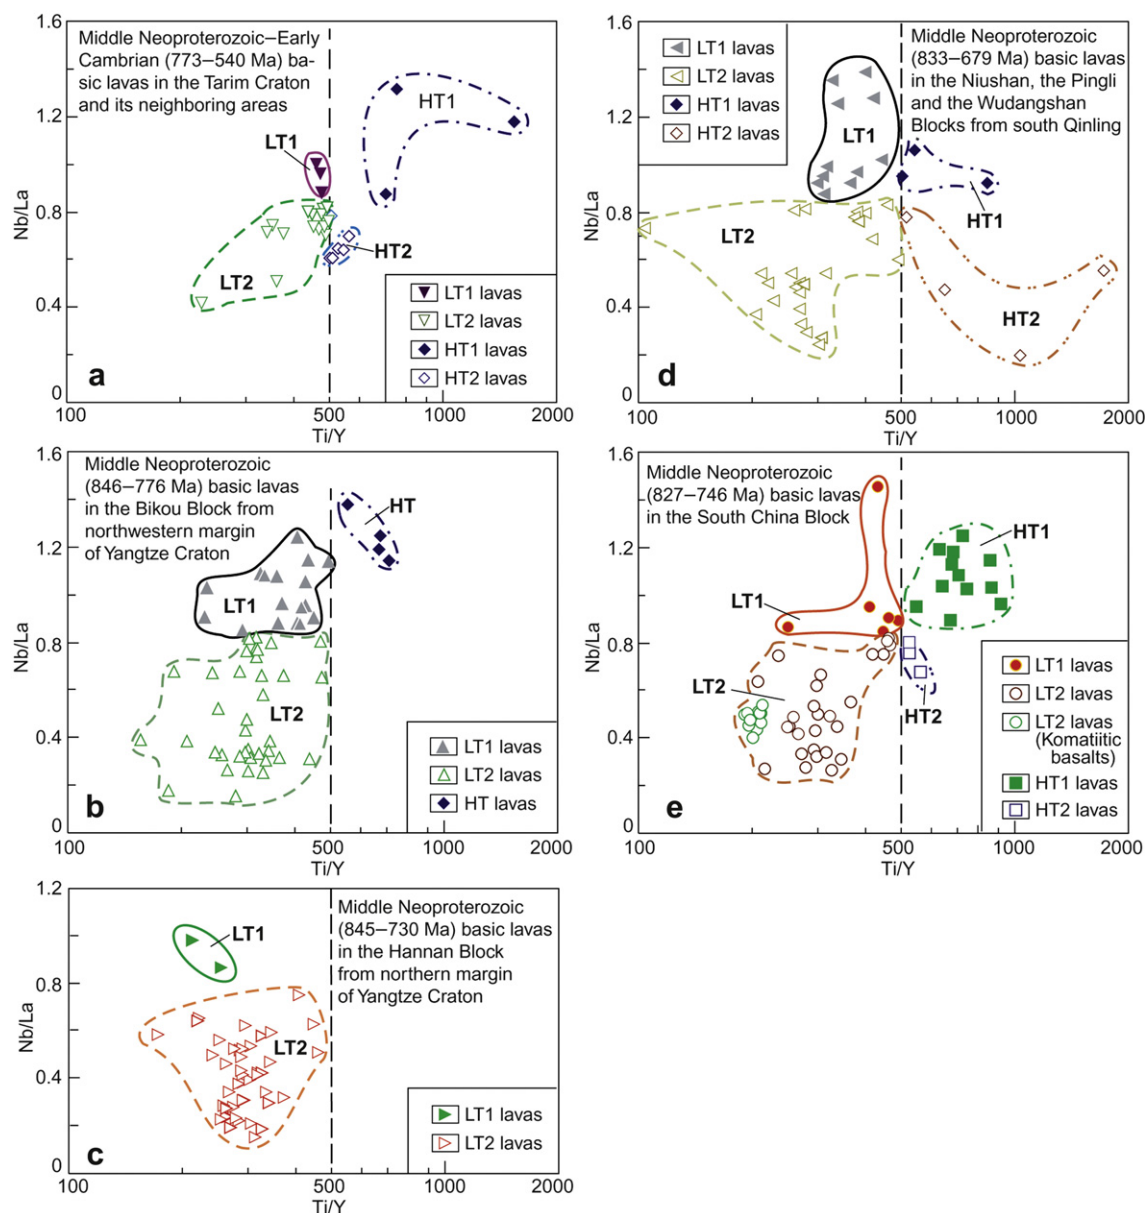 a
Middle Neoproterozoic–Early
Cambrian (773–540 Ma) ba-
sic lavas in the Tarim Craton
and its neighboring areas
HT1
LT1
HT2
LT2
LT1 lavas
LT2 lavas
HT1 lavas
HT2 lavas
Nb/La
1.6
1.2
0.8
0.4
0
100
500
1000
2000
Ti/Y
b
Middle Neoproterozoic
(846–776 Ma) basic lavas
in the Bikou Block from
northwestern margin
of Yangtze Craton
HT
LT1
LT2
LT1 lavas
LT2 lavas
HT lavas
Nb/La
1.6
1.2
0.8
0.4
0
100
500
1000
2000
Ti/Y
c
Middle Neoproterozoic
(845–730 Ma) basic lavas
in the Hannan Block
from northern margin
of Yangtze Craton
LT1
LT2
LT1 lavas
LT2 lavas
Nb/La
1.2
0.8
0.4
0
100
500
1000
2000
Ti/Y
d
LT1 lavas
LT2 lavas
HT1 lavas
HT2 lavas
Middle Neoproterozoic
(833–679 Ma) basic lavas
in the Niushan, the Pingli
and the Wudangshan
Blocks from south Qinling
LT1
HT1
LT2
HT2
Nb/La
1.6
1.2
0.8
0.4
0
100
500
1000
2000
Ti/Y
e
Middle Neoproterozoic
(827–746 Ma) basic lavas
in the South China Block
HT1
LT1
LT2
HT2
LT1 lavas
LT2 lavas
LT2 lavas
(Komatiitic
basalts)
HT1 lavas
HT2 lavas
Nb/La
1.6
1.2
0.8
0.4
0
100
500
1000
2000
Ti/Y